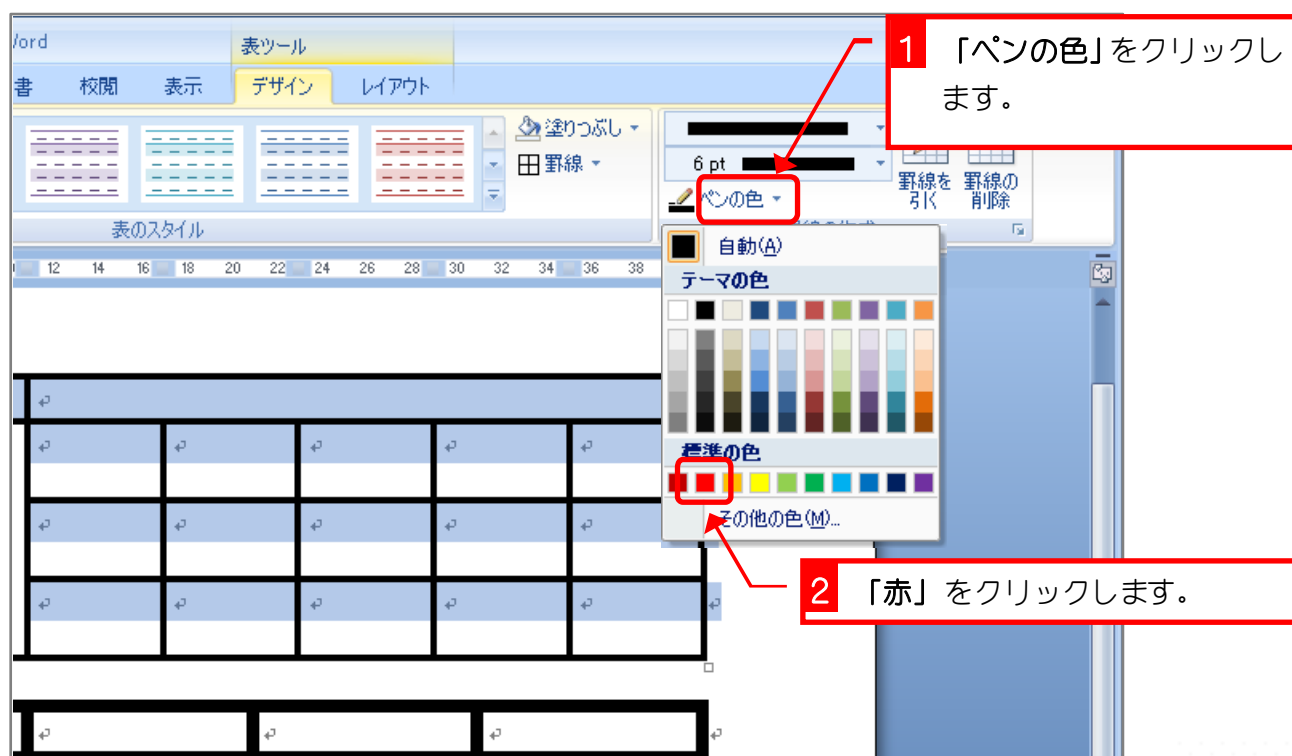 Word
表ツール
1
「ペンの色」をクリックし
ます。
書 校閲 表示 デザイン レイアウト
塗りつぶし
罫線
6 pt
ペンの色
罫線を
引く
罫線の
削除
表のスタイル
自動(A)
12 14 16 18 20 22 24 26 28 30 32 34 36 38
テーマの色
標準の色
その他の色(M)...
2 「赤」をクリックします。